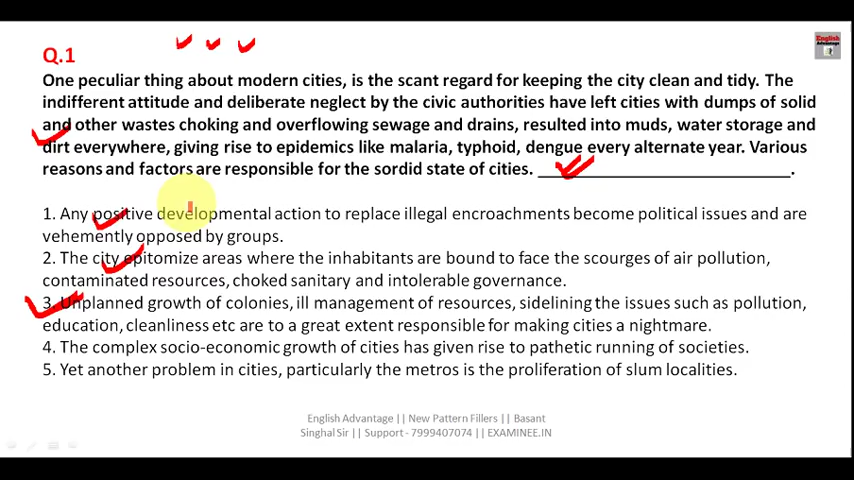 English
Advantage
Q.1
One peculiar thing about modern cities, is the scant regard for keeping the city clean and tidy. The
indifferent attitude and deliberate neglect by the civic authorities have left cities with dumps of solid
and other wastes choking and overflowing sewage and drains, resulted into muds, water storage and
dirt everywhere, giving rise to epidemics like malaria, typhoid, dengue every alternate year. Various
reasons and factors are responsible for the sordid state of cities. ______________________________.
1. Any positive developmental action to replace illegal encroachments become political issues and are
vehemently opposed by groups.
2. The city epitomize areas where the inhabitants are bound to face the scourges of air pollution,
contaminated resources, choked sanitary and intolerable governance.
3. Unplanned growth of colonies, ill management of resources, sidelining the issues such as pollution,
education, cleanliness etc are to a great extent responsible for making cities a nightmare.
4. The complex socio-economic growth of cities has given rise to pathetic running of societies.
5. Yet another problem in cities, particularly the metros is the proliferation of slum localities.
English Advantage || New Pattern Fillers || Basant
Singhal Sir || Support - 7999407074 || EXAMINEE.IN